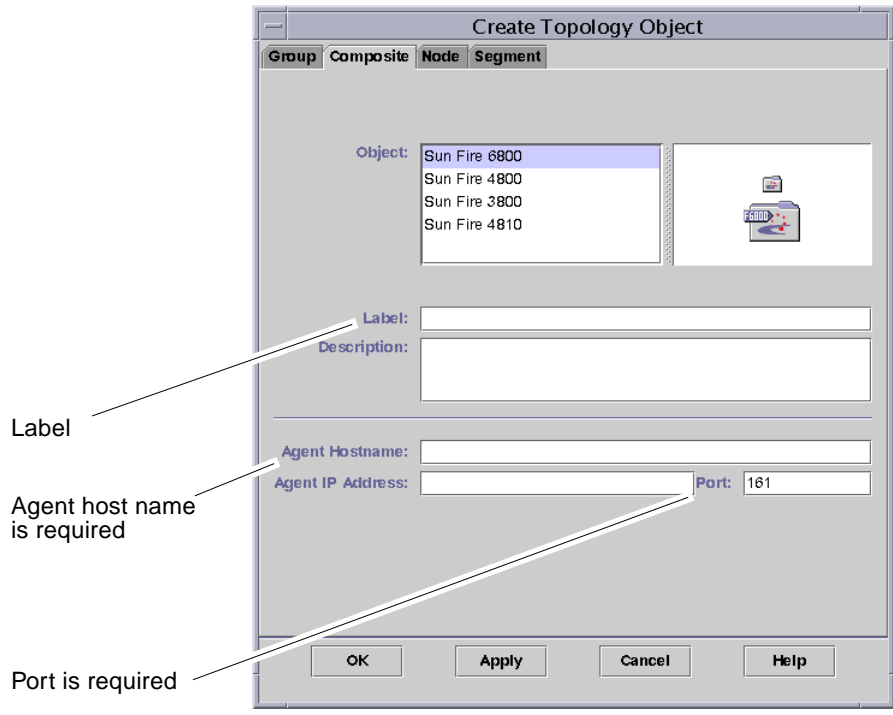 Create Topology Object
Group Composite Node Segment
Object:
Sun Fire 6800
Sun Fire 4800
Sun Fire 3800
Sun Fire 4810
F6800
Label:
Description:
Label
Agent Hostname:
Agent IP Address:
Port: 161
Agent host name
is required
OK Apply Cancel Help
Port is required